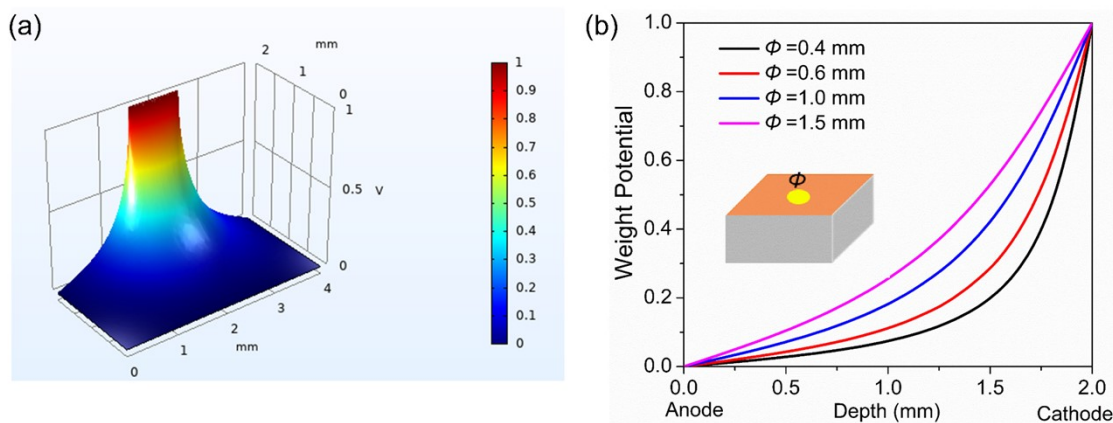 (a)
mm
2
1
0
1
0.5
V
0
4
3
2
mm
1
0
1
0.9
0.8
0.7
0.6
0.5
0.4
0.3
0.2
0.1
0
(b)
Weight Potential
1.0
0.8
0.6
0.4
0.2
0.0
Φ =0.4 mm
Φ =0.6 mm
Φ =1.0 mm
Φ =1.5 mm
Φ
0.0 0.5 1.0 1.5 2.0
Anode Depth (mm) Cathode